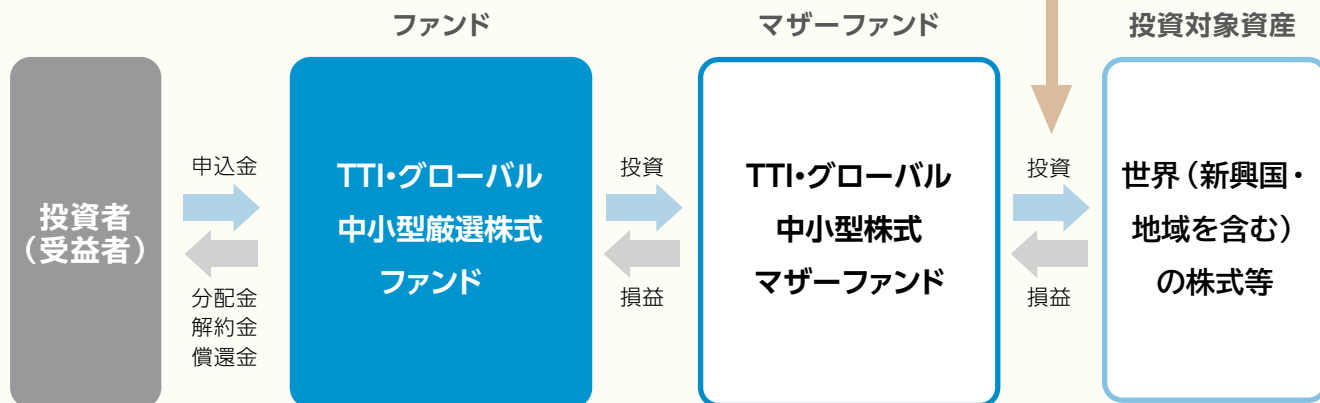 ファンド
マザーファンド
投資対象資産
投資者
（受益者）
申込金
分配金
解約金
償還金
TTI・グローバル
中小型厳選株式
ファンド
投資
損益
TTI・グローバル
中小型株式
マザーファンド
投資
損益
世界（新興国・
地域を含む）
の株式等